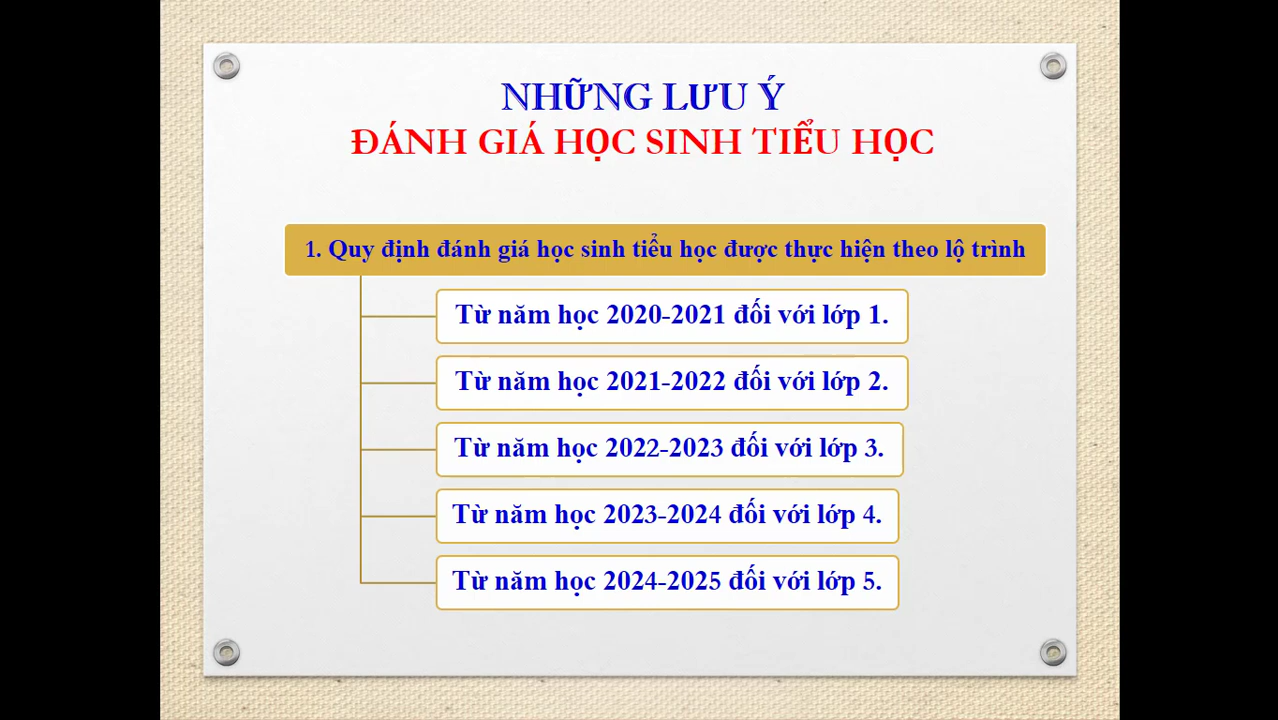 NHỮNG LƯU Ý
ĐÁNH GIÁ HỌC SINH TIỂU HỌC
1. Quy định đánh giá học sinh tiểu học được thực hiện theo lộ trình
Từ năm học 2020-2021 đối với lớp 1.
Từ năm học 2021-2022 đối với lớp 2.
Từ năm học 2022-2023 đối với lớp 3.
Từ năm học 2023-2024 đối với lớp 4.
Từ năm học 2024-2025 đối với lớp 5.